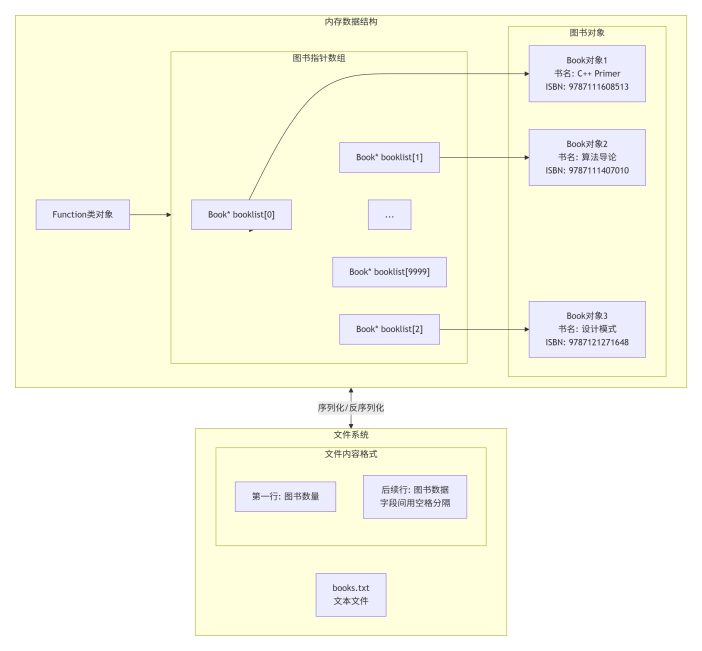 内存数据结构
图书指针数组
图书对象
Book对象1
书名: C++ Primer
ISBN: 9787111608513
Book* booklist[1]
Book对象2
书名: 算法导论
ISBN: 9787111407010
Function类对象
Book* booklist[0]
...
Book* booklist[9999]
Book* booklist[2]
Book对象3
书名: 设计模式
ISBN: 9787121271648
序列化/反序列化
文件系统
文件内容格式
第一行: 图书数量
后续行: 图书数据
字段间用空格分隔
books.txt
文本文件